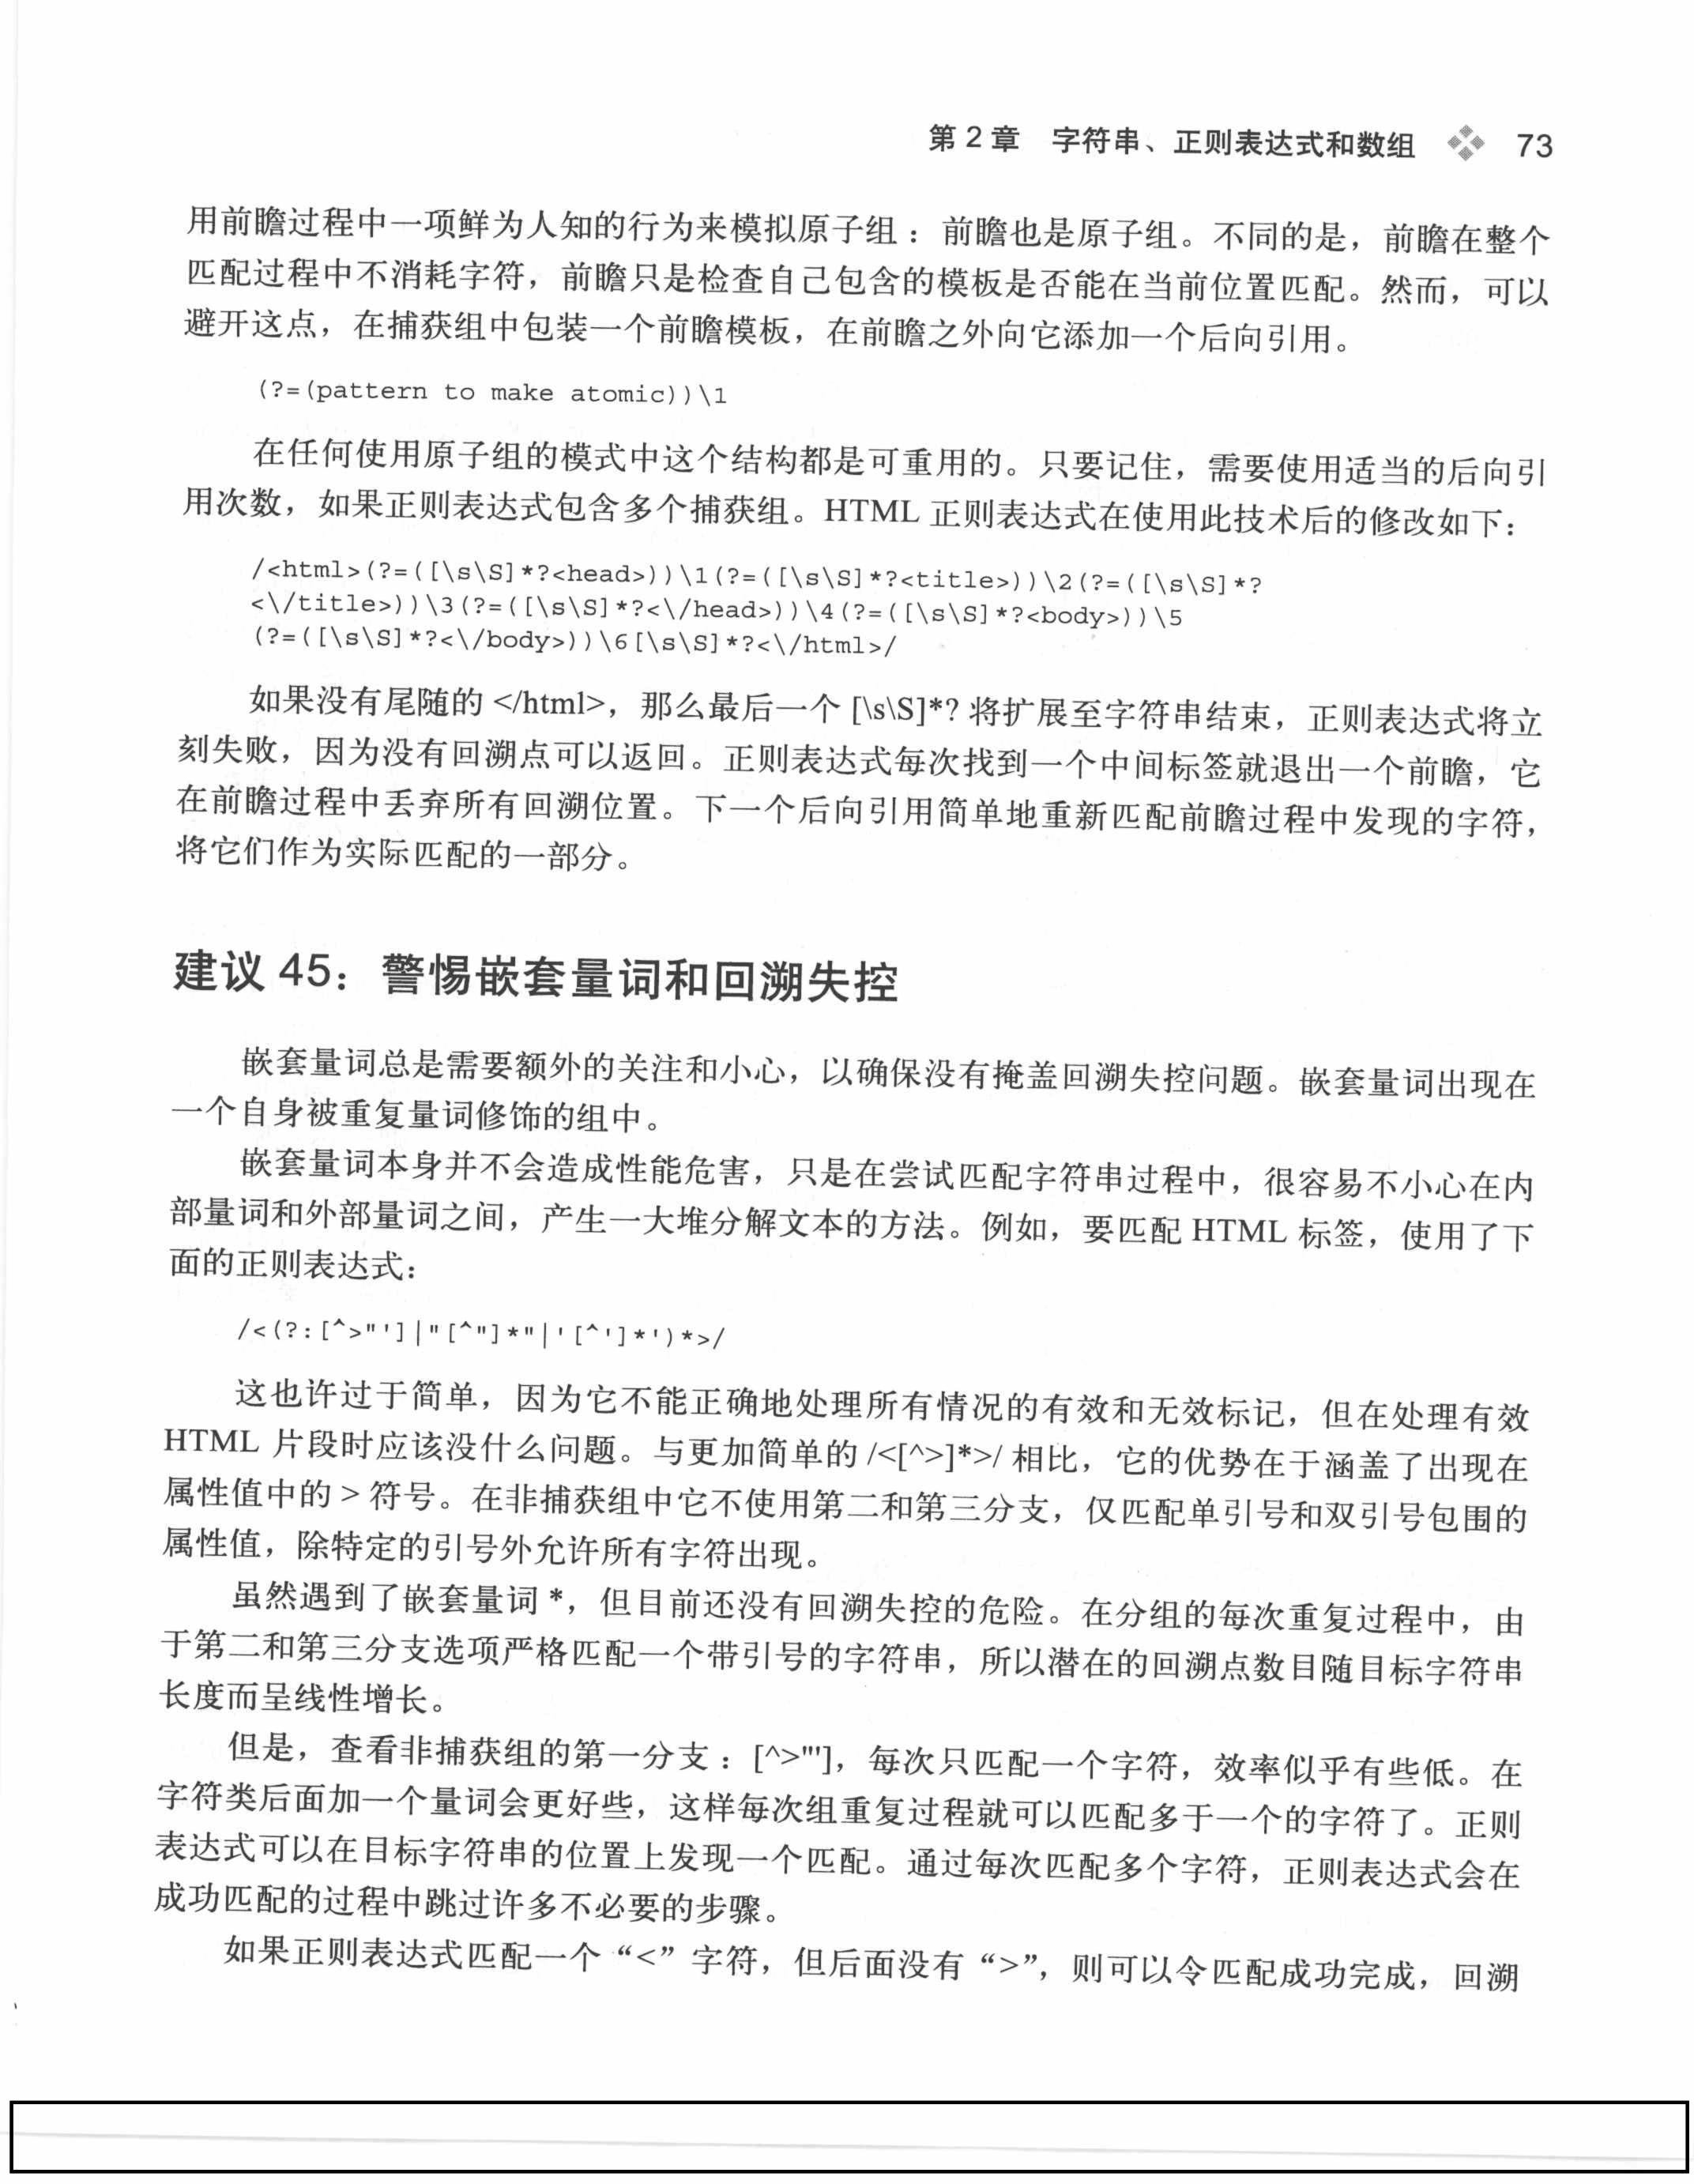 第 2 章　字符串、正则表达式和数组　73
用前瞻过程中一项鲜为人知的行为来模拟原子组：前瞻也是原子组。不同的是，前瞻在整个
匹配过程中不消耗字符，前瞻只是检查自己包含的模板是否能在当前位置匹配。然而，可以
避开这点，在捕获组中包装一个前瞻模板，在前瞻之外向它添加一个后向引用。
(?=(pattern to make atomic))\1
在任何使用原子组的模式中这个结构都是可重用的。只要记住，需要使用适当的后向引
用次数，如果正则表达式包含多个捕获组。HTML 正则表达式在使用此技术后的修改如下：
/<html>(?=([\s\S]*?<head>))\1(?=([\s\S]*?<title>))\2(?=([\s\S]*?
<\/title>))\3(?=([\s\S]*?<\/head>))\4(?=([\s\S]*?<body>))\5
(?=([\s\S]*?<\/body>))\6[\s\S]*?<\/html>/
如果没有尾随的 </html>，那么最后一个 [\s\S]*? 将扩展至字符串结束，正则表达式将立
刻失败，因为没有回溯点可以返回。正则表达式每次找到一个中间标签就退出一个前瞻，它
在前瞻过程中丢弃所有回溯位置。下一个后向引用简单地重新匹配前瞻过程中发现的字符，
将它们作为实际匹配的一部分。
建议 45：警惕嵌套量词和回溯失控
嵌套量词总是需要额外的关注和小心，以确保没有掩盖回溯失控问题。嵌套量词出现在
一个自身被重复量词修饰的组中。
嵌套量词本身并不会造成性能危害，只是在尝试匹配字符串过程中，很容易不小心在内
部量词和外部量词之间，产生一大堆分解文本的方法。例如，要匹配 HTML 标签，使用了下
面的正则表达式：
/<(?:[^>"']|"[^"]*"|'[^']*')*>/
这也许过于简单，因为它不能正确地处理所有情况的有效和无效标记，但在处理有效
HTML 片段时应该没什么问题。与更加简单的 /<[^>]*>/ 相比，它的优势在于涵盖了出现在
属性值中的 > 符号。在非捕获组中它不使用第二和第三分支，仅匹配单引号和双引号包围的
属性值，除特定的引号外允许所有字符出现。
虽然遇到了嵌套量词 *，但目前还没有回溯失控的危险。在分组的每次重复过程中，由
于第二和第三分支选项严格匹配一个带引号的字符串，所以潜在的回溯点数目随目标字符串
长度而呈线性增长。
但是，查看非捕获组的第一分支：[^>"']，每次只匹配一个字符，效率似乎有些低。在
字符类后面加一个量词会更好些，这样每次组重复过程就可以匹配多于一个的字符了。正则
表达式可以在目标字符串的位置上发现一个匹配。通过每次匹配多个字符，正则表达式会在
成功匹配的过程中跳过许多不必要的步骤。
如果正则表达式匹配一个“<”字符，但后面没有“>”，则可以令匹配成功完成，回溯